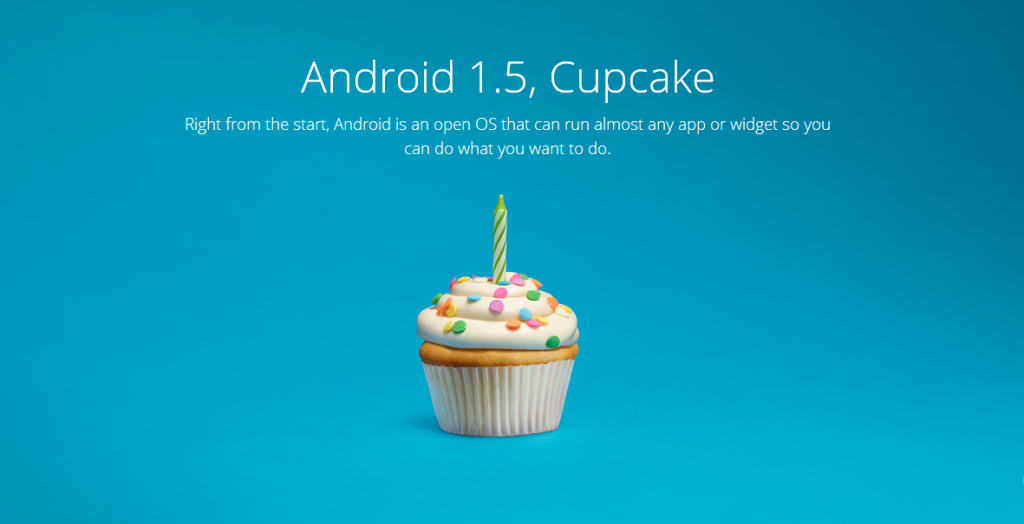 Android 1.5, Cupcake
Right from the start, Android is an open OS that can run almost any app or widget so you
can do what you want to do.